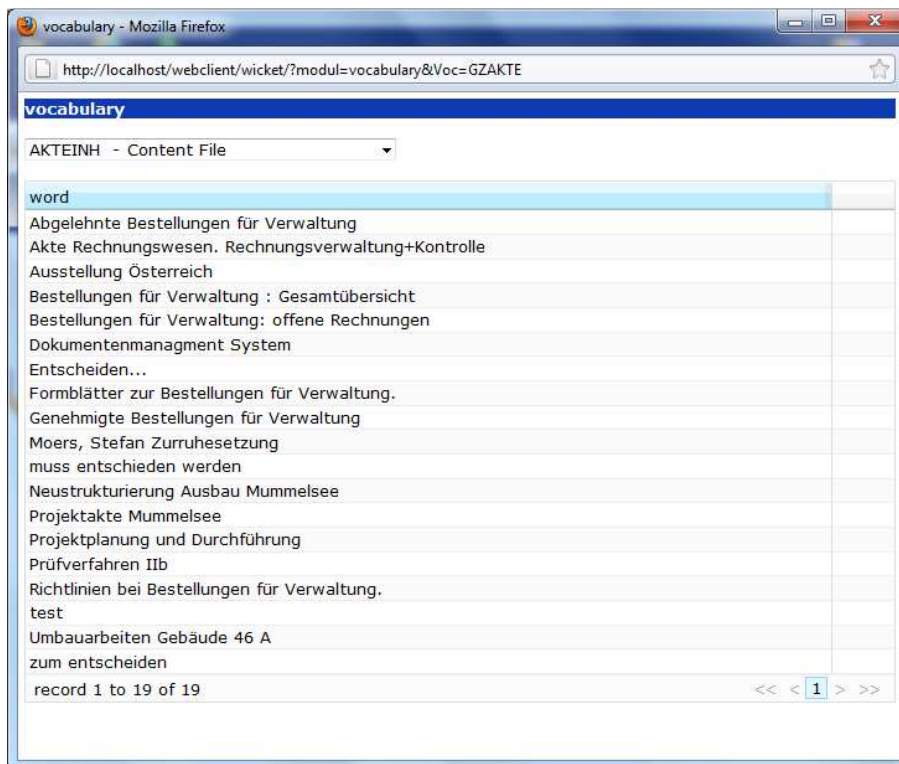 vocabulary - Mozilla Firefox
http://localhost/webclient/wicket/?modul=vocabulary&Voc=GZAKTE
vocabulary
AKTEINH - Content File
word
Abgelehnte Bestellungen für Verwaltung
Akte Rechnungswesen. Rechnungsverwaltung+Kontrolle
Ausstellung Österreich
Bestellungen für Verwaltung : Gesamtübersicht
Bestellungen für Verwaltung: offene Rechnungen
Dokumentenmanagment System
Entscheiden...
Formblätter zur Bestellungen für Verwaltung.
Genehmigte Bestellungen für Verwaltung
Moers, Stefan Zurruhesetzung
muss entschieden werden
Neustrukturierung Ausbau Mummelsee
Projektakte Mummelsee
Projektplanung und Durchführung
Prüfverfahren IIb
Richtlinien bei Bestellungen für Verwaltung.
test
Umbauarbeiten Gebäude 46 A
zum entscheiden
record 1 to 19 of 19 << < 1 > >>